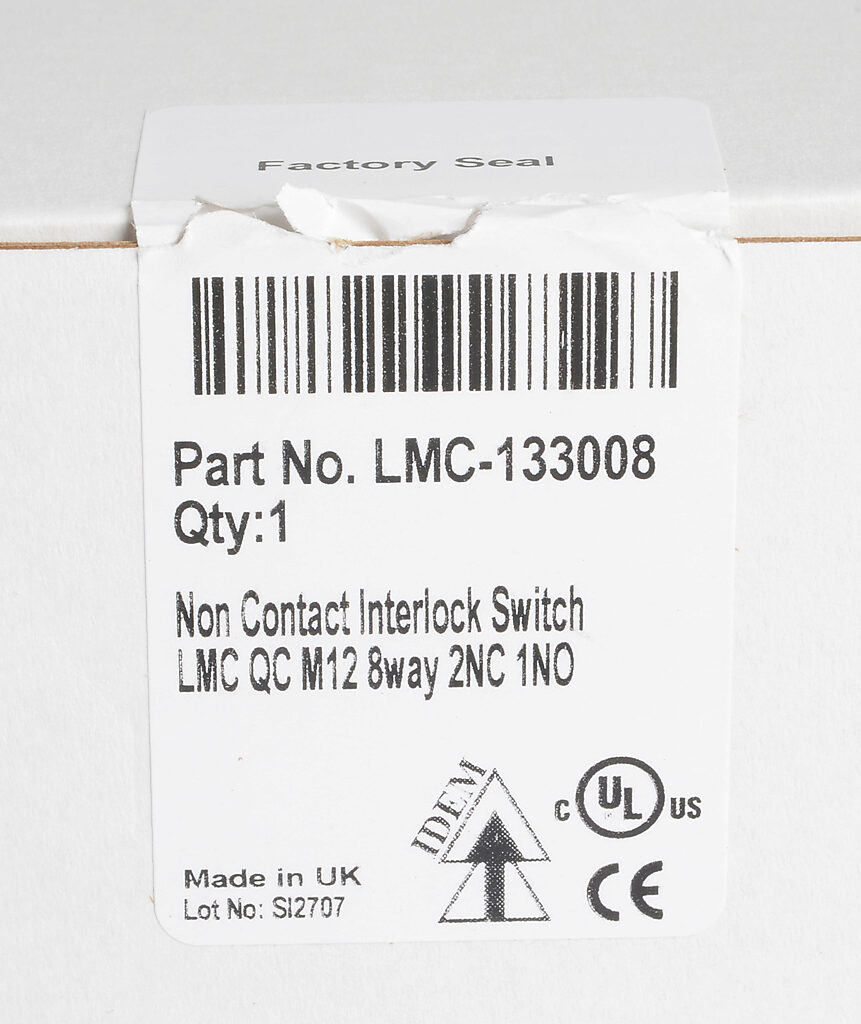 Factory Seal
Part No. LMC-133008
Qty:1
Non Contact Interlock Switch
LMC QC M12 8way 2NC 1NO
IDEM
C UL US
CE
Made in UK
Lot No: SI2707